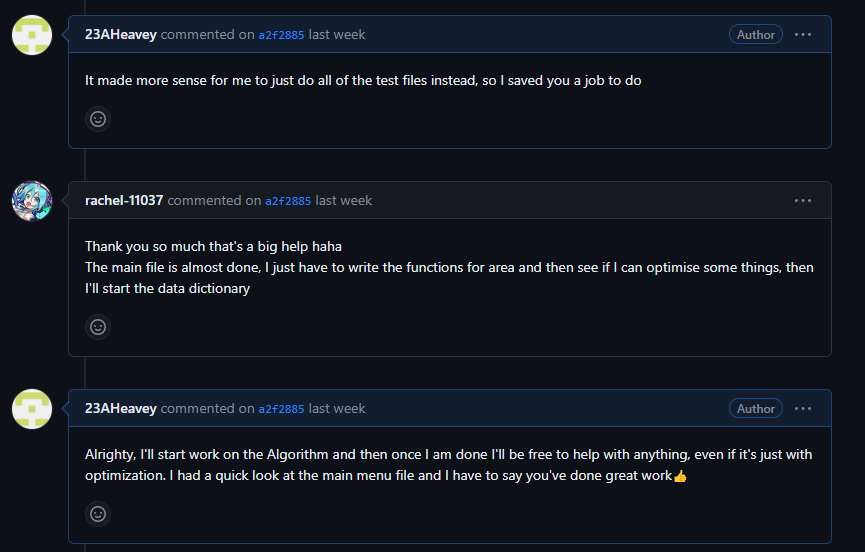 23AHeavey commented on a2f2885 last week
Author
It made more sense for me to just do all of the test files instead, so I saved you a job to do
rachel-11037 commented on a2f2885 last week
Thank you so much that's a big help haha
The main file is almost done, I just have to write the functions for area and then see if I can optimise some things, then
I'll start the data dictionary
23AHeavey commented on a2f2885 last week
Author
Alrighty, I'll start work on the Algorithm and then once I am done I'll be free to help with anything, even if it's just with
optimization. I had a quick look at the main menu file and I have to say you've done great work👍